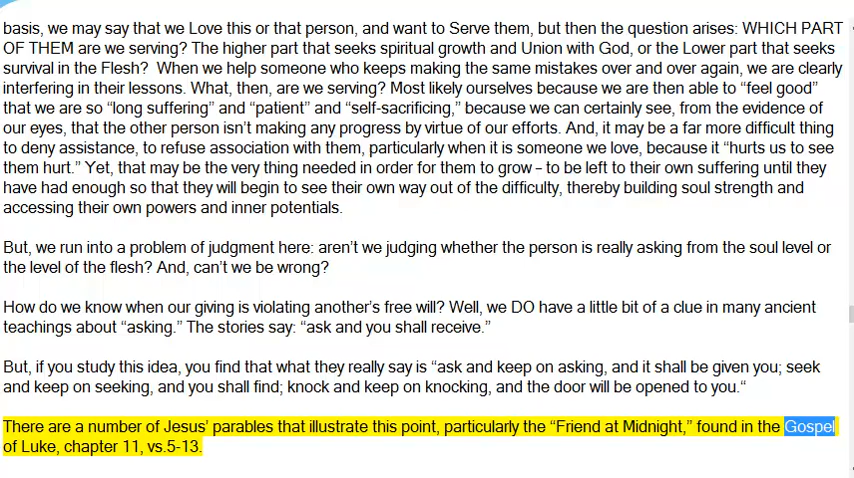 basis, we may say that we Love this or that person, and want to Serve them, but then the question arises: WHICH PART
OF THEM are we serving? The higher part that seeks spiritual growth and Union with God, or the Lower part that seeks
survival in the Flesh?  When we help someone who keeps making the same mistakes over and over again, we are clearly
interfering in their lessons. What, then, are we serving? Most likely ourselves because we are then able to “feel good”
that we are so “long suffering” and “patient” and “self-sacrificing,” because we can certainly see, from the evidence of
our eyes, that the other person isn’t making any progress by virtue of our efforts. And, it may be a far more difficult thing
to deny assistance, to refuse association with them, particularly when it is someone we love, because it “hurts us to see
them hurt.” Yet, that may be the very thing needed in order for them to grow – to be left to their own suffering until they
have had enough so that they will begin to see their own way out of the difficulty, thereby building soul strength and
accessing their own powers and inner potentials.
But, we run into a problem of judgment here: aren’t we judging whether the person is really asking from the soul level or
the level of the flesh? And, can’t we be wrong?
How do we know when our giving is violating another’s free will? Well, we DO have a little bit of a clue in many ancient
teachings about “asking.” The stories say: “ask and you shall receive.”
But, if you study this idea, you find that what they really say is “ask and keep on asking, and it shall be given you; seek
and keep on seeking, and you shall find; knock and keep on knocking, and the door will be opened to you.“
There are a number of Jesus’ parables that illustrate this point, particularly the “Friend at Midnight,” found in the Gospel
of Luke, chapter 11, vs.5-13.